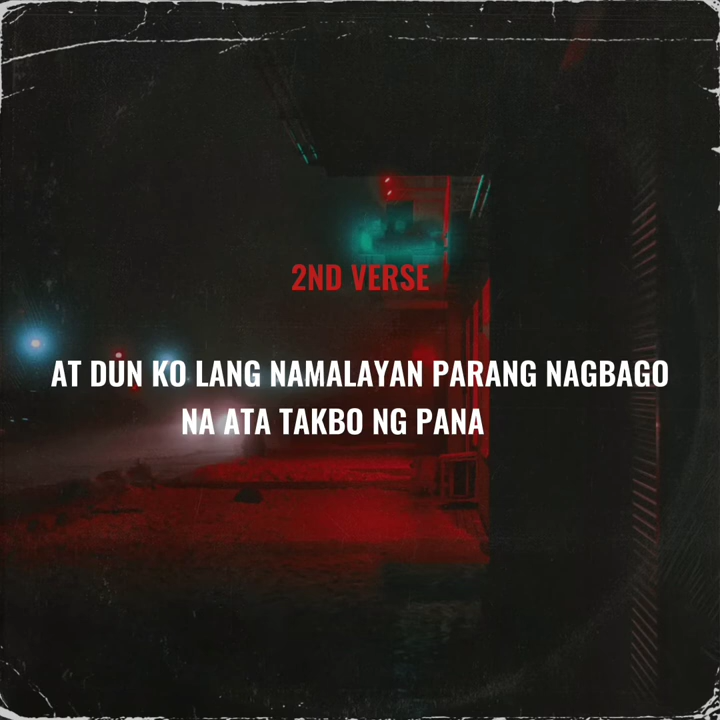 2ND VERSE
AT DUN KO LANG NAMALAYAN PARANG NAGBAGO
NA ATA TAKBO NG PANA